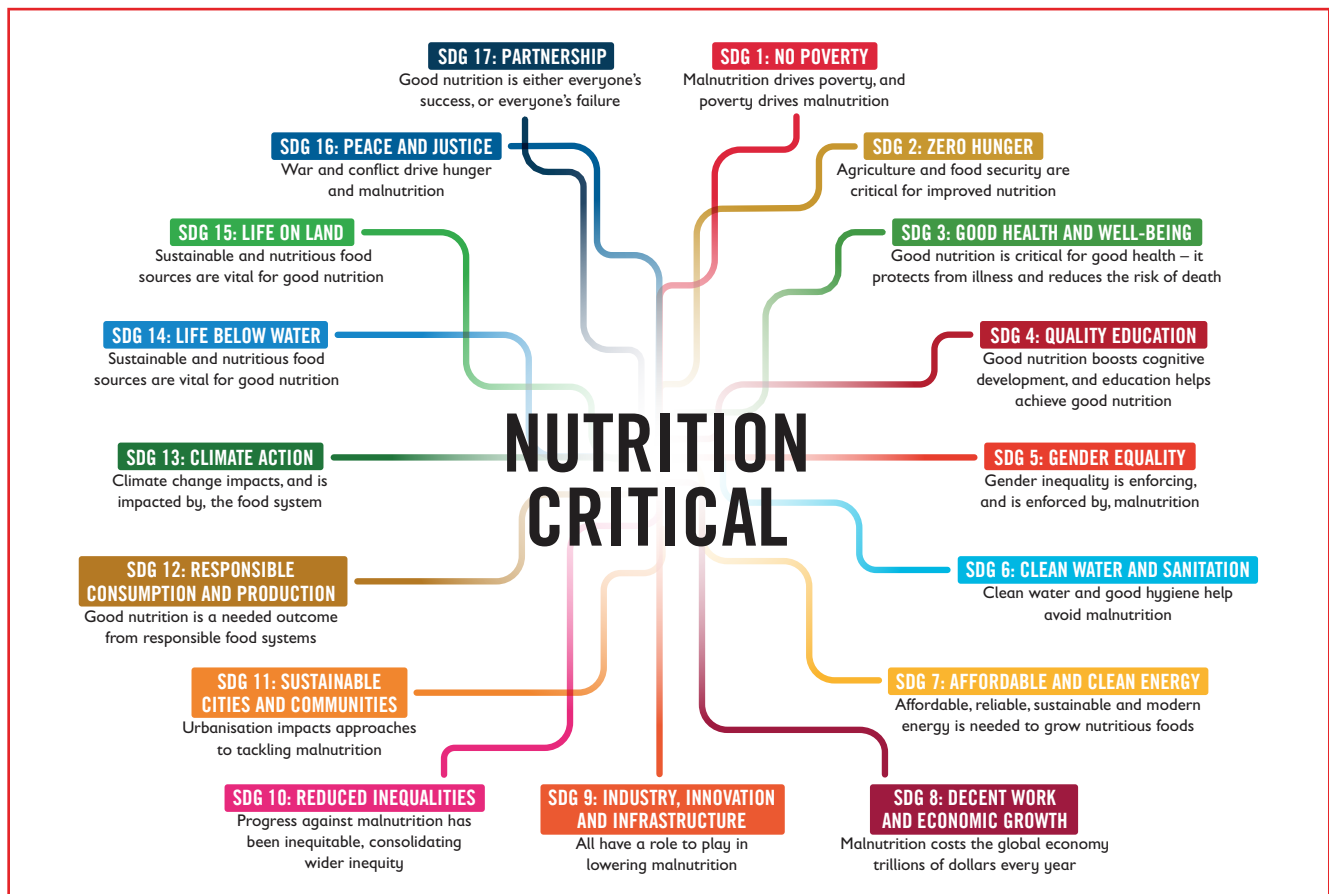 SDG 17: PARTNERSHIP
Good nutrition is either everyone's
success, or everyone's failure
SDG 1: NO POVERTY
Malnutrition drives poverty, and
poverty drives malnutrition
SDG 16: PEACE AND JUSTICE
War and conflict drive hunger
and malnutrition
SDG 2: ZERO HUNGER
Agriculture and food security are
critical for improved nutrition
SDG 15: LIFE ON LAND
Sustainable and nutritious food
sources are vital for good nutrition
SDG 3: GOOD HEALTH AND WELL-BEING
Good nutrition is critical for good health – it
protects from illness and reduces the risk of death
SDG 14: LIFE BELOW WATER
Sustainable and nutritious food
sources are vital for good nutrition
SDG 4: QUALITY EDUCATION
Good nutrition boosts cognitive
development, and education helps
achieve good nutrition
NUTRITION
CRITICAL
SDG 13: CLIMATE ACTION
Climate change impacts, and is
impacted by, the food system
SDG 5: GENDER EQUALITY
Gender inequality is enforcing,
and is enforced by, malnutrition
SDG 12: RESPONSIBLE
CONSUMPTION AND PRODUCTION
Good nutrition is a needed outcome
from responsible food systems
SDG 6: CLEAN WATER AND SANITATION
Clean water and good hygiene help
avoid malnutrition
SDG 11: SUSTAINABLE
CITIES AND COMMUNITIES
Urbanisation impacts approaches
to tackling malnutrition
SDG 7: AFFORDABLE AND CLEAN ENERGY
Affordable, reliable, sustainable and modern
energy is needed to grow nutritious foods
SDG 10: REDUCED INEQUALITIES
Progress against malnutrition has
been inequitable, consolidating
wider inequity
SDG 9: INDUSTRY, INNOVATION
AND INFRASTRUCTURE
All have a role to play in
lowering malnutrition
SDG 8: DECENT WORK
AND ECONOMIC GROWTH
Malnutrition costs the global economy
trillions of dollars every year